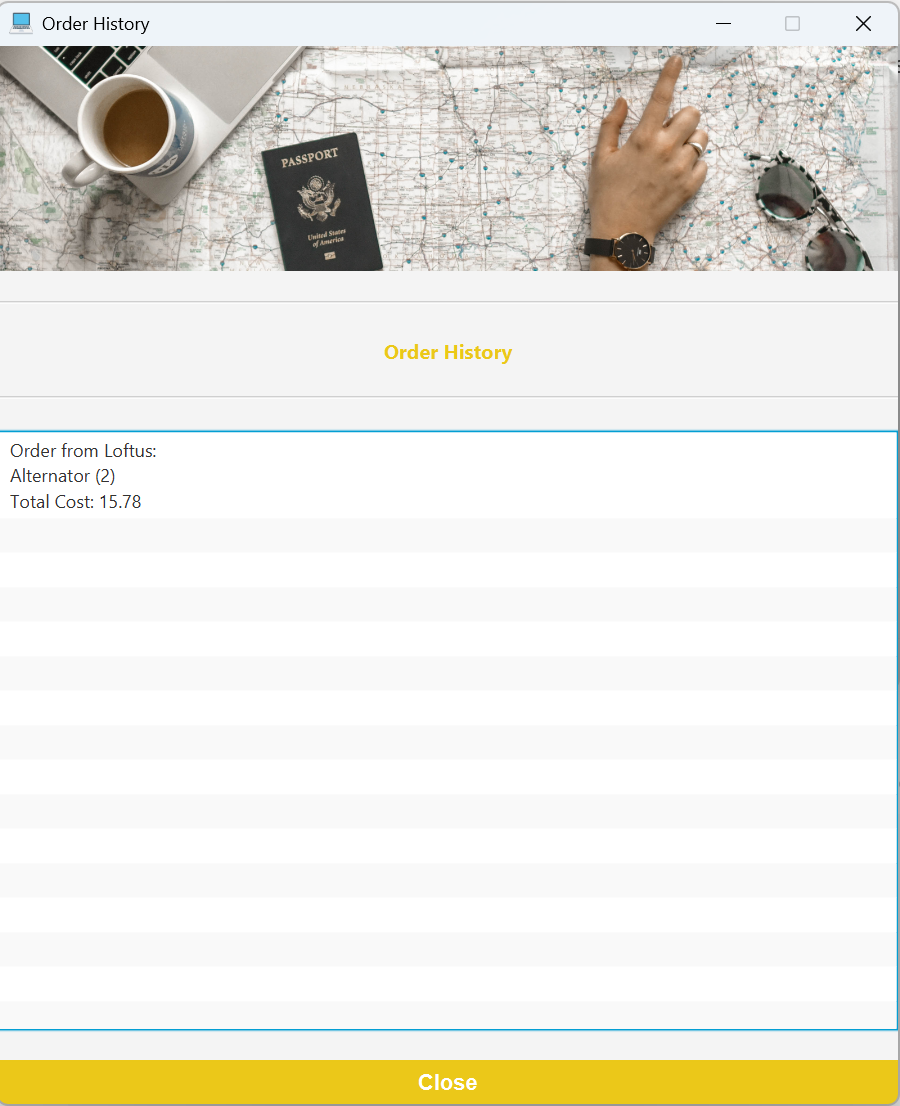 Order History
PASSPORT
United States
of America
Order History
Order from Loftus:
Alternator (2)
Total Cost: 15.78
Close